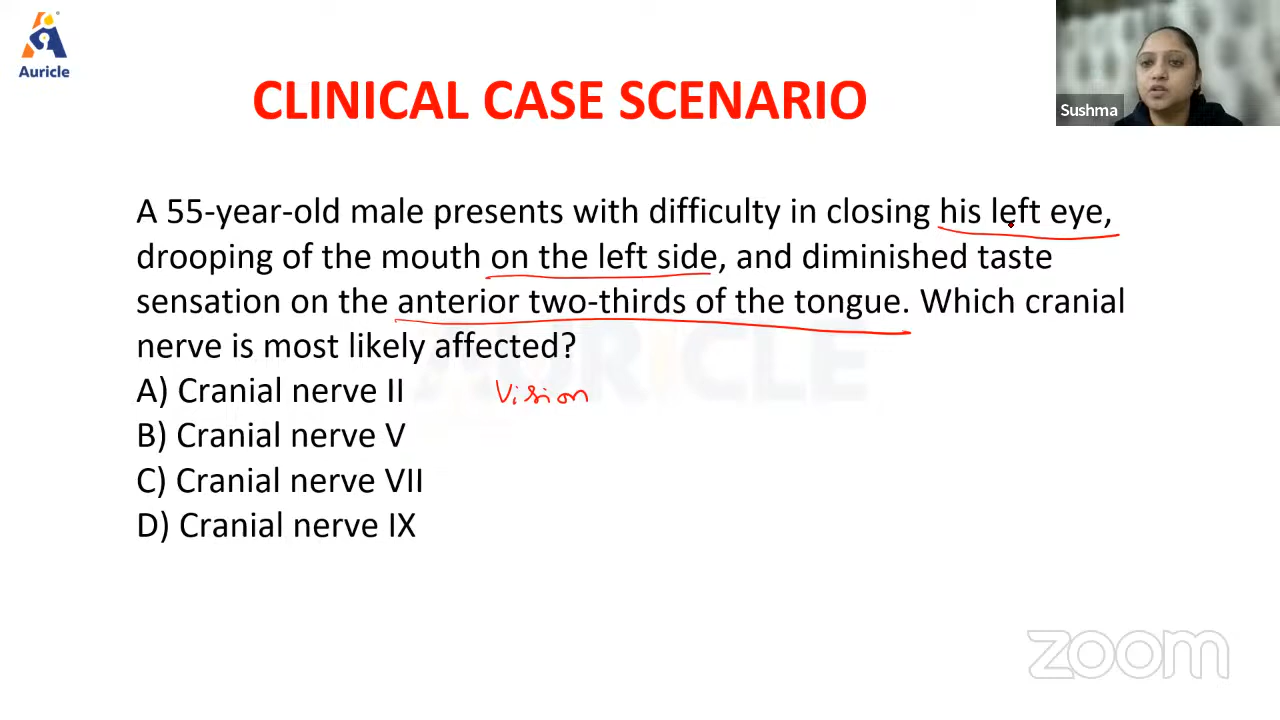 Auricle
Sushma
CLINICAL CASE SCENARIO
A 55-year-old male presents with difficulty in closing his left eye,
drooping of the mouth on the left side, and diminished taste
sensation on the anterior two-thirds of the tongue. Which cranial
nerve is most likely affected?
AURICLE
A) Cranial nerve II Vision
B) Cranial nerve V
C) Cranial nerve VII
D) Cranial nerve IX
zoom